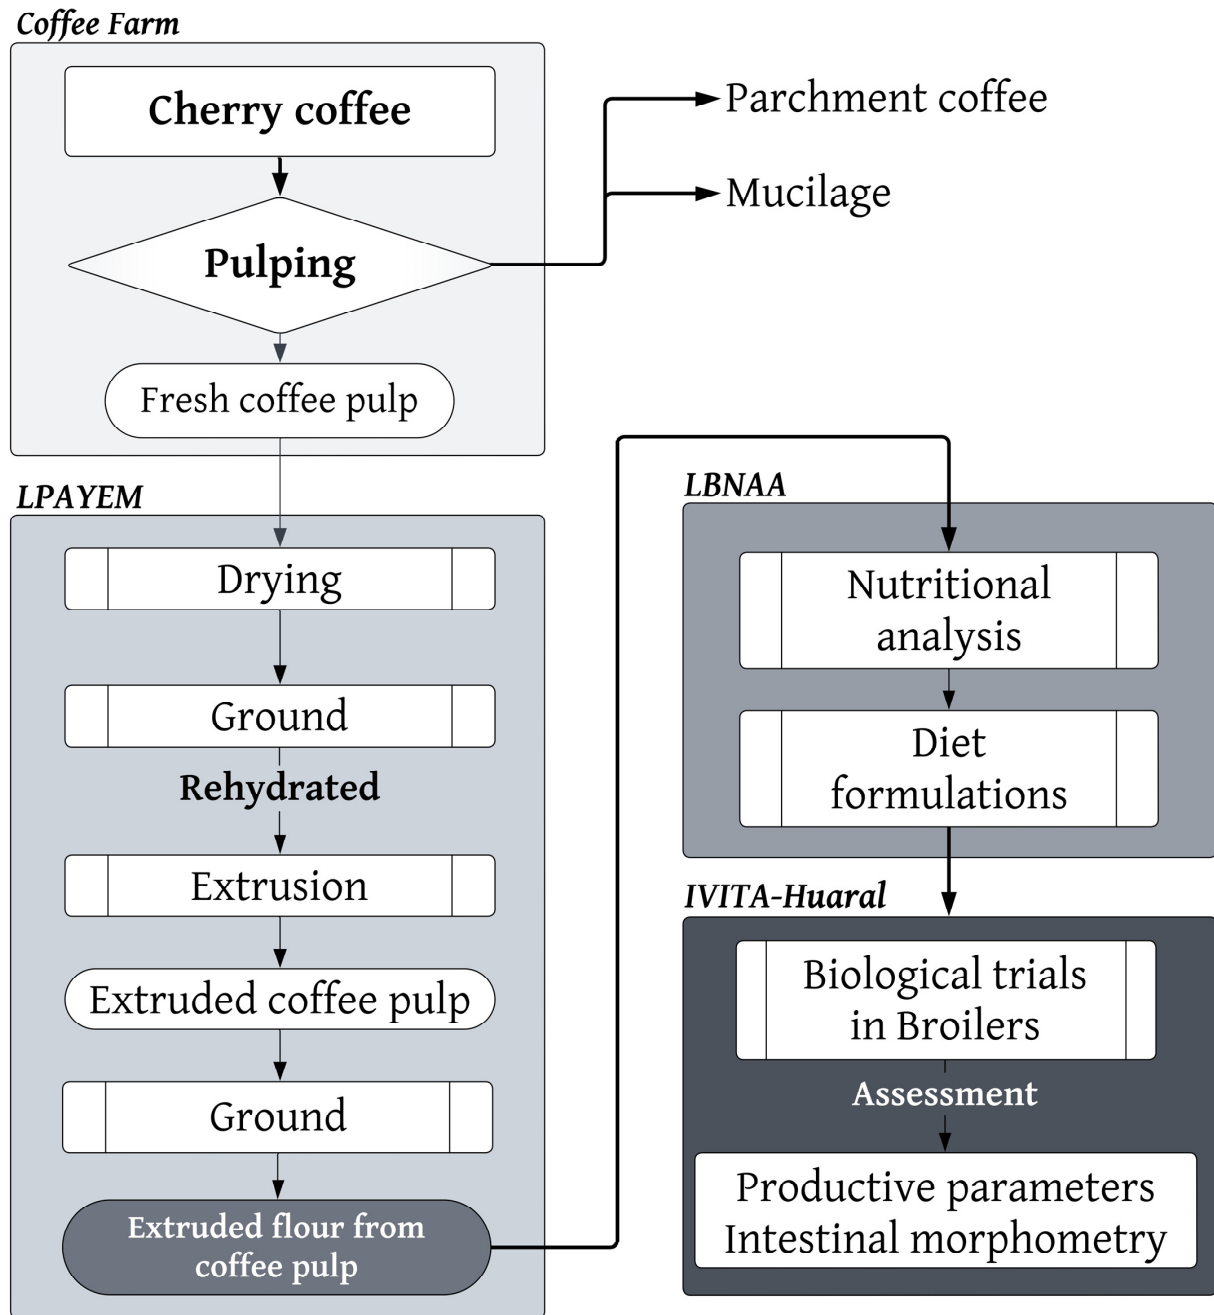 Coffee Farm
Cherry coffee
Pulping
Fresh coffee pulp
Parchment coffee
Mucilage
LPAYEM
Drying
Ground
Rehydrated
Extrusion
Extruded coffee pulp
Ground
Extruded flour from
coffee pulp
LBNAA
Nutritional
analysis
Diet
formulations
IVITA-Huaral
Biological trials
in Broilers
Assessment
Productive parameters
Intestinal morphometry